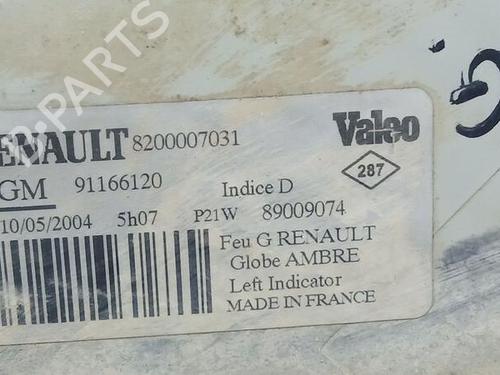 RENAULT 8200007031 Valeo
GM 91166120 Indice D 287
10/05/2004 5h07 P21W 89009074
Feu G RENAULT
Globe AMBRE
Left Indicator
MADE IN FRANCE